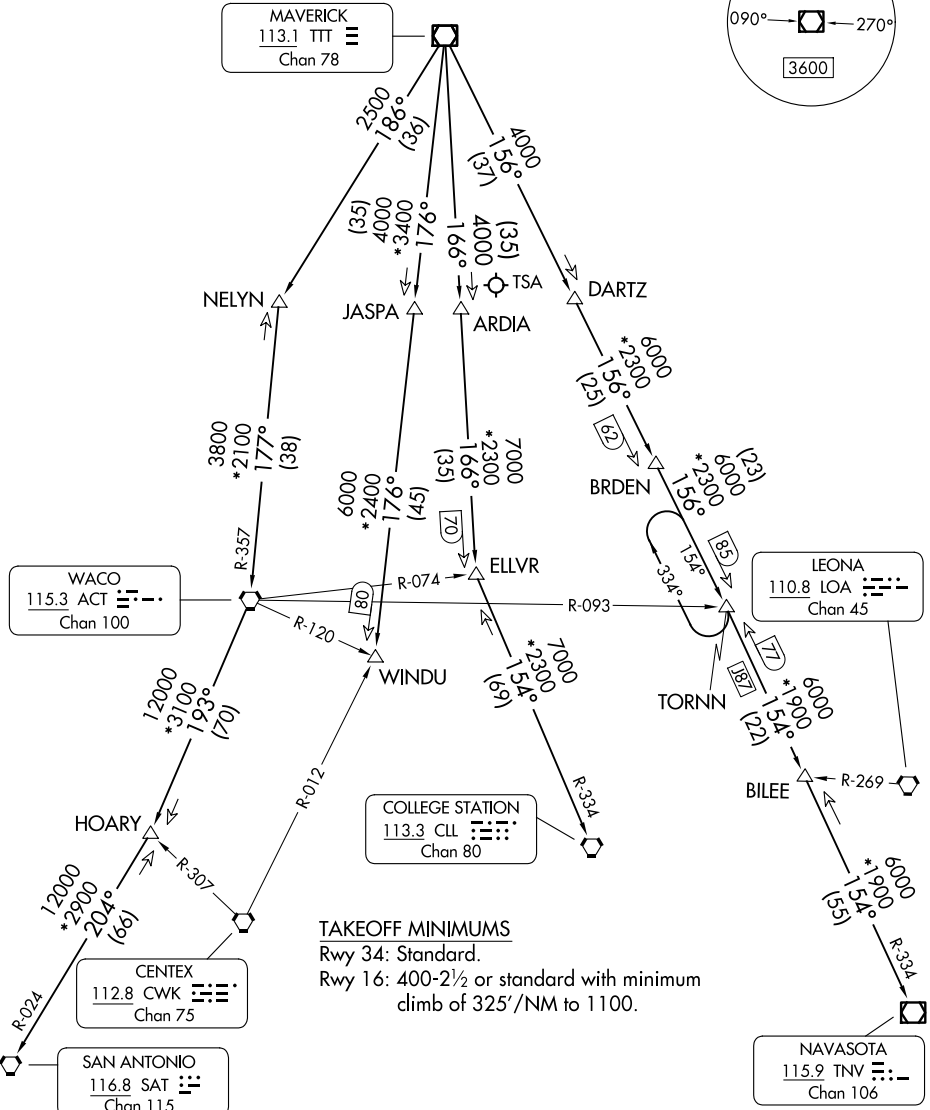 MAVERICK
113.1 TTT
Chan 78
090°
270°
3600
2500
186°
(36)
4000
156°
(37)
(35)
4000
*3400
176°
(35)
4000
166°
TSA
NELYN
JASPA
ARDIA
DARTZ
6000
*2300
156°
(25)
62
3800
*2100
177°
(38)
6000
*2400
176°
(45)
7000
*2300
166°
(35)
70
BRDEN
(23)
6000
*2300
156°
85
154°
334°
R-357
WACO
115.3 ACT
Chan 100
R-074
ELLVR
80
R-093
R-120
WINDU
LEONA
110.8 LOA
Chan 45
TORNN
77
J87
6000
*1900
154°
(22)
12000
*3100
193°
(70)
7000
*2300
154°
(69)
R-012
R-334
HOARY
R-307
COLLEGE STATION
113.3 CLL
Chan 80
BILEE
R-269
12000
*2900
204°
(66)
6000
*1900
154°
(55)
R-334
CENTEX
112.8 CWK
Chan 75
TAKEOFF MINIMUMS
Rwy 34: Standard.
Rwy 16: 400-2½ or standard with minimum
climb of 325'/NM to 1100.
R-024
SAN ANTONIO
116.8 SAT
Chan 115
NAVASOTA
115.9 TNV
Chan 106